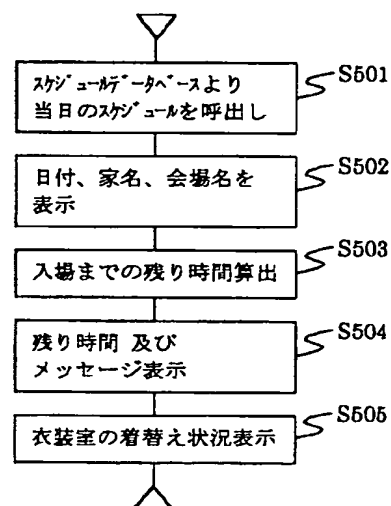 ｽｹｼﾞｭｰﾙﾃﾞｰﾀﾍﾞｰｽより
当日のｽｹｼﾞｭｰﾙを呼出し
S501
日付、家名、会場名を
表示
S502
入場までの残り時間算出
S503
残り時間 及び
メッセージ表示
S504
衣装室の着替え状況表示
S505